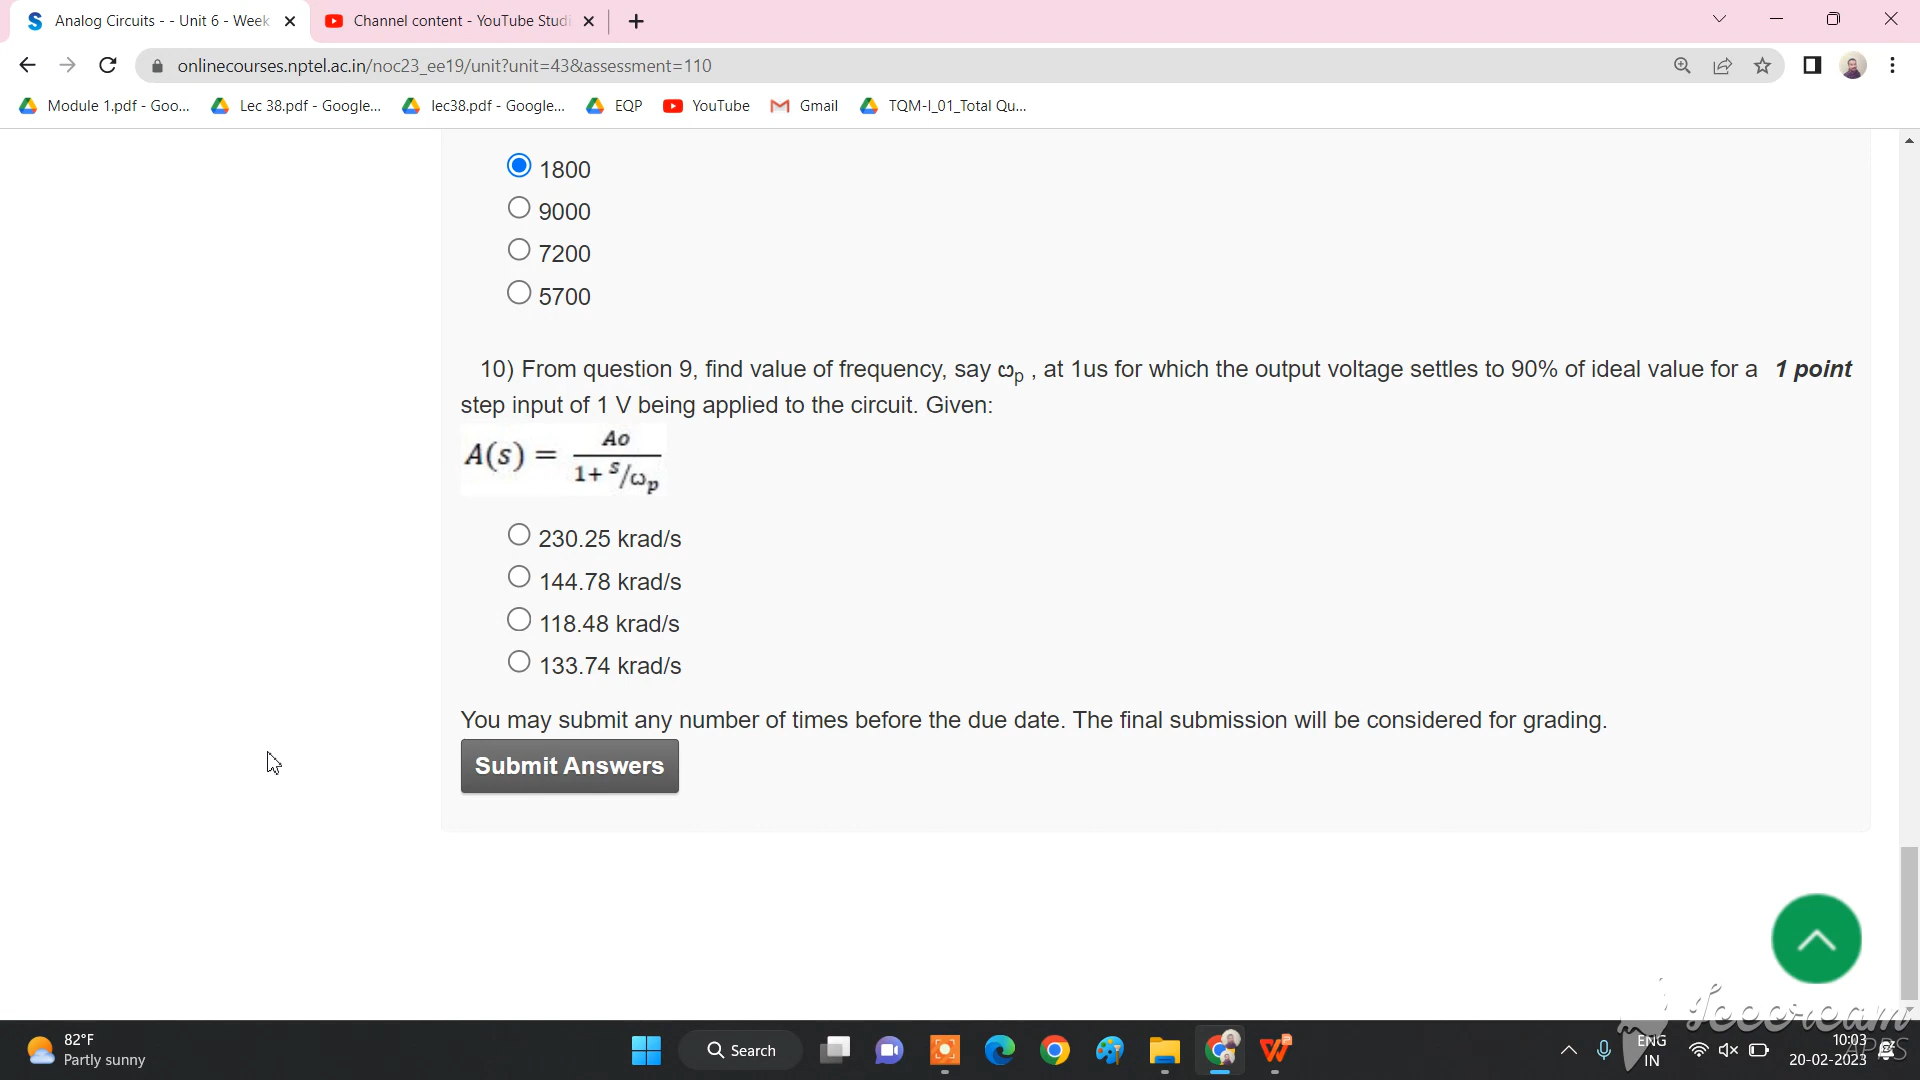 Analog Circuits - - Unit 6 - Week
Channel content - YouTube Studi
onlinecourses.nptel.ac.in/noc23_ee19/unit?unit=43&assessment=110
Module 1.pdf - Goo...
Lec 38.pdf - Google...
lec38.pdf - Google...
EQP
YouTube
Gmail
TQM-I_01_Total Qu...
1800
9000
7200
5700
10) From question 9, find value of frequency, say ωp , at 1us for which the output voltage settles to 90% of ideal value for a 1 point
step input of 1 V being applied to the circuit. Given:
A(s) = Ao / (1+ s/ωp)
230.25 krad/s
144.78 krad/s
118.48 krad/s
133.74 krad/s
You may submit any number of times before the due date. The final submission will be considered for grading.
Submit Answers
Icecream
APPS
82°F
Partly sunny
Search
ENG
IN
10:03
20-02-2023